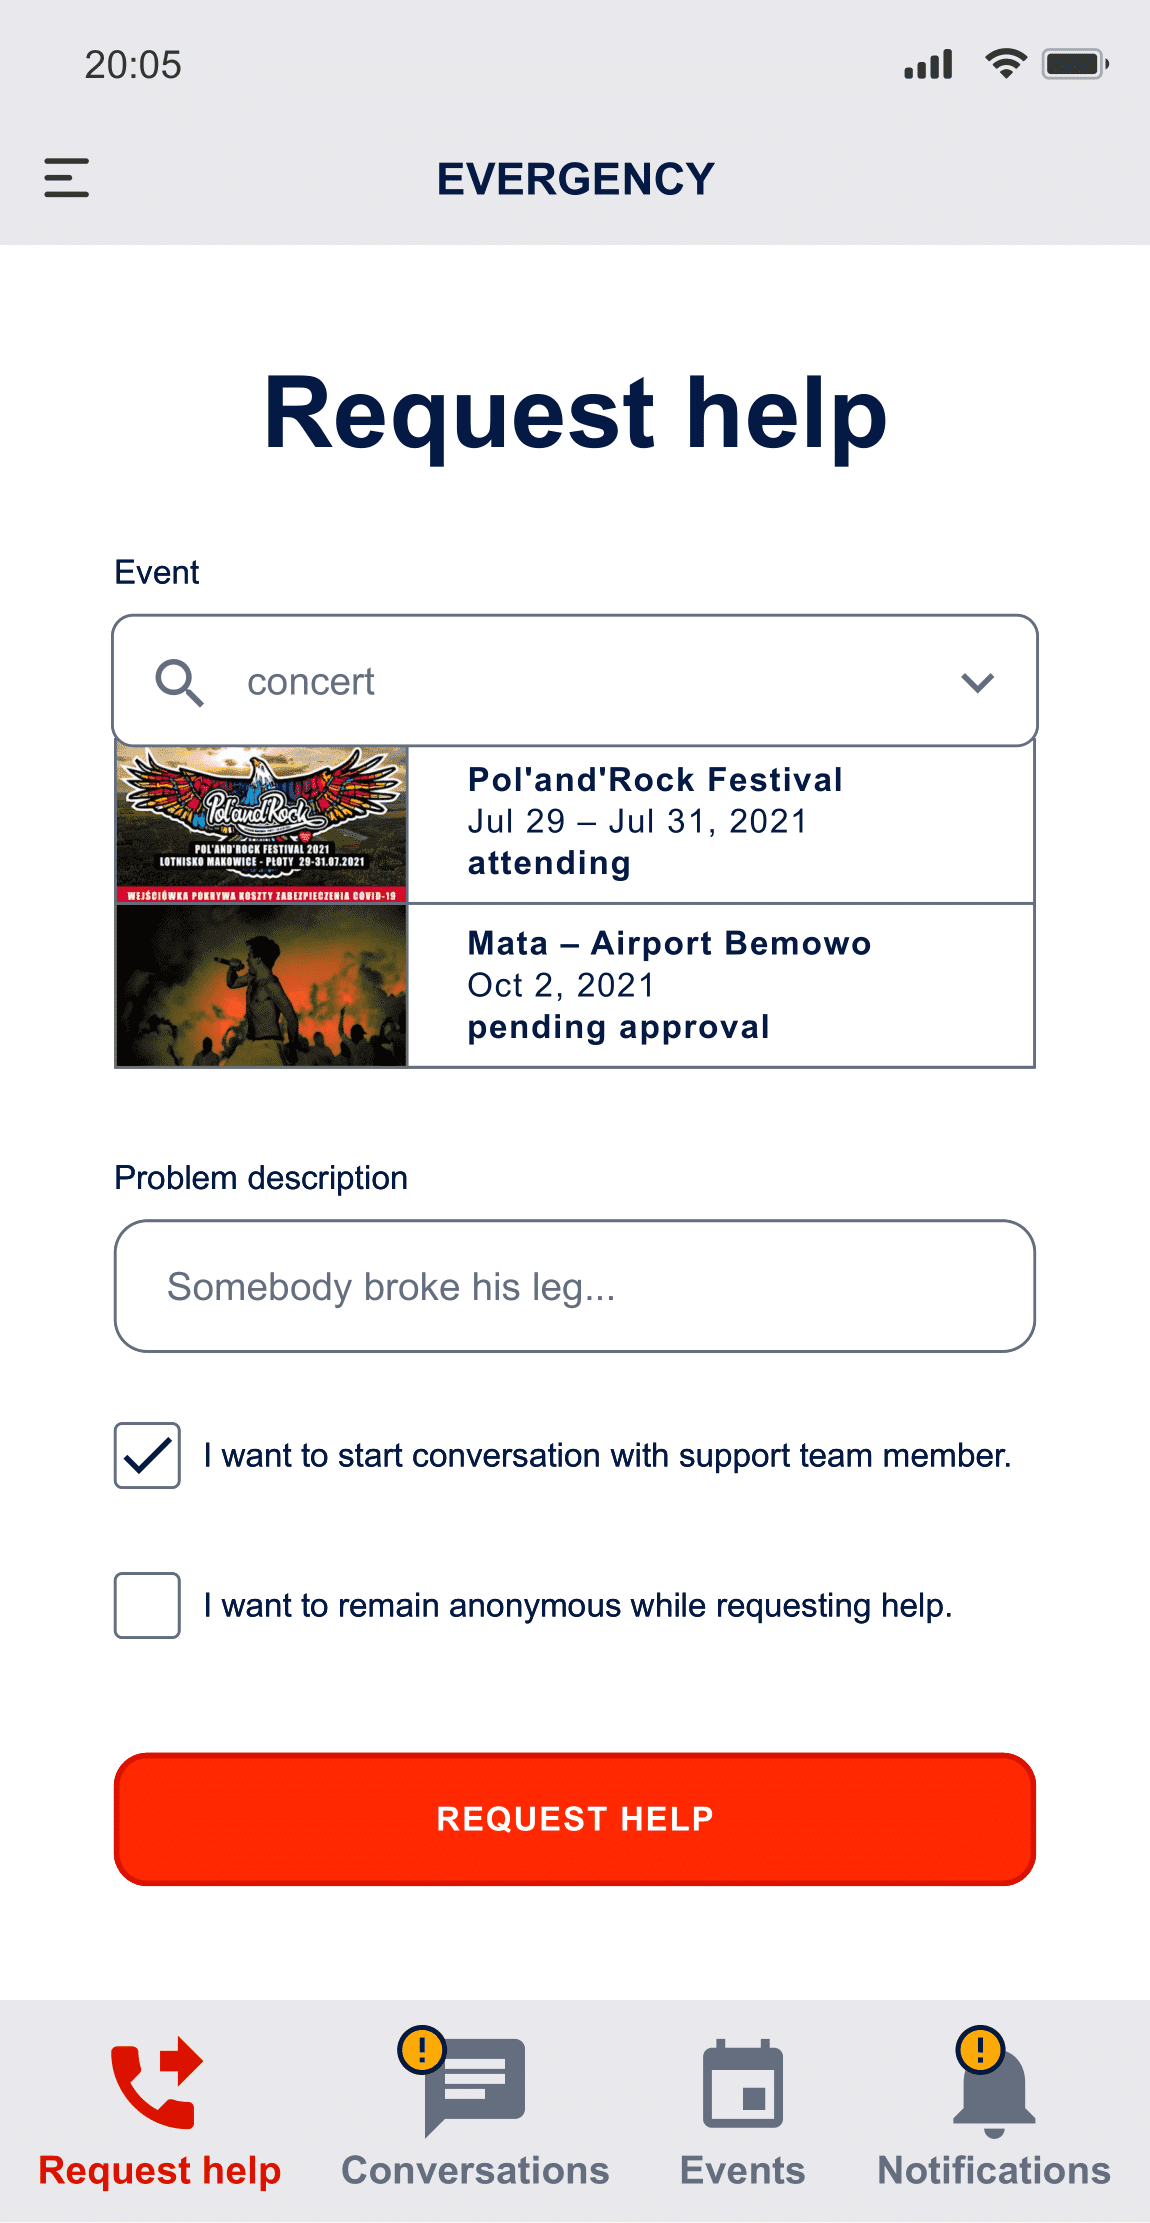 20:05
EVERGENCY
Request help
Event
concert
Pol'and'Rock
POL'AND'ROCK FESTIVAL 2021
LOTNISKO MAKOWICE - PŁOTY 29-31.07.2021
WEJŚCIÓWKA POKRYWA KOSZTY ZABEZPIECZENIA COVID-19
Pol'and'Rock Festival
Jul 29 – Jul 31, 2021
attending
Mata – Airport Bemowo
Oct 2, 2021
pending approval
Problem description
Somebody broke his leg...
I want to start conversation with support team member.
I want to remain anonymous while requesting help.
REQUEST HELP
! !
Request help Conversations Events Notifications